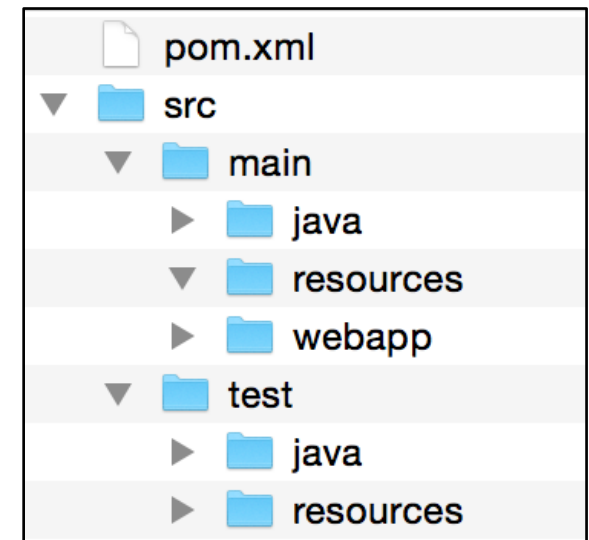 pom.xml
src
main
java
resources
webapp
test
java
resources